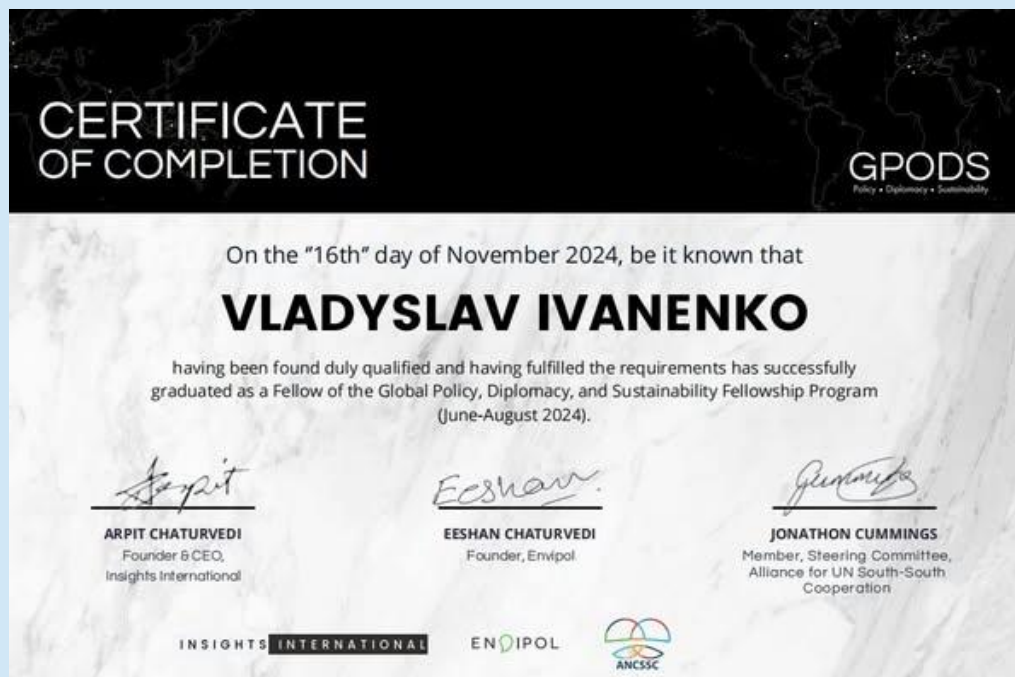 CERTIFICATE
OF COMPLETION
GPODS
Policy • Diplomacy • Sustainability
On the “16th” day of November 2024, be it known that
VLADYSLAV IVANENKO
having been found duly qualified and having fulfilled the requirements has successfully
graduated as a Fellow of the Global Policy, Diplomacy, and Sustainability Fellowship Program
(June-August 2024).
Arpit
Eeshan
ARPIT CHATURVEDI
Founder & CEO,
Insights International
EESHAN CHATURVEDI
Founder, Envipol
JONATHON CUMMINGS
Member, Steering Committee,
Alliance for UN South-South
Cooperation
INSIGHTS INTERNATIONAL
ENVIPOL
ANCSSC